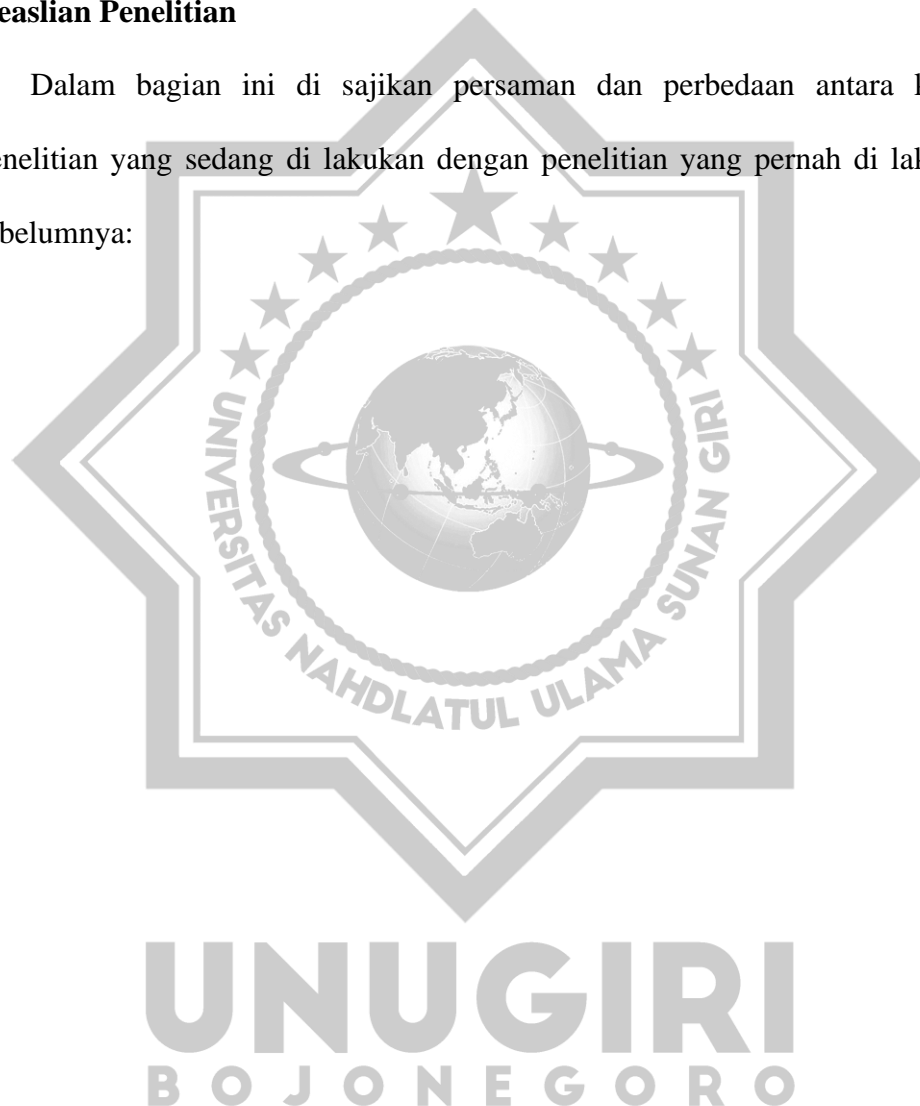 easlian Penelitian
Dalam bagian ini di sajikan persaman dan perbedaan antara
enelitian yang sedang di lakukan dengan penelitian yang pernah di lak
belumnya:
UNIVERSITAS NAHDLATUL ULAMA SUNAN GIRI
UNUGIRI
BOJONEGORO